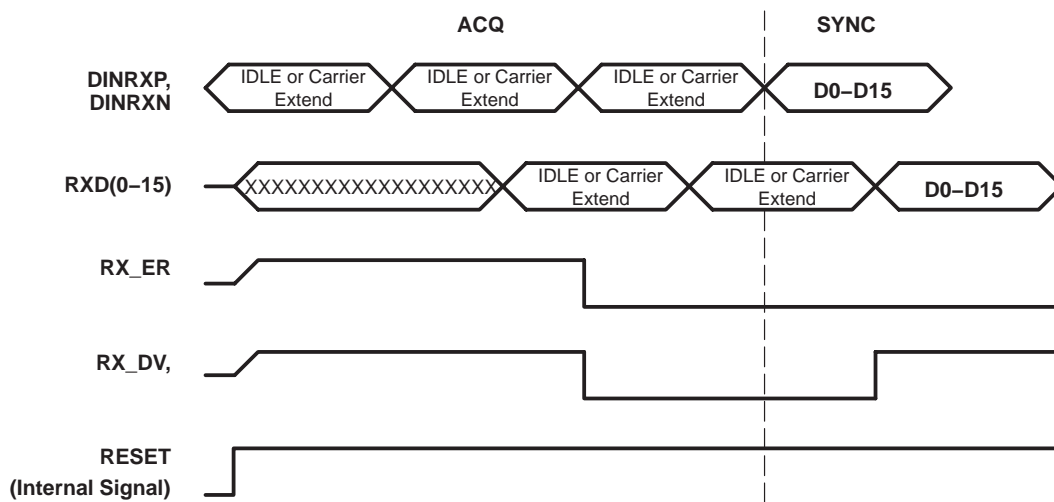 ACQ SYNC
DINRXP,
DINRXN
IDLE or Carrier
Extend
IDLE or Carrier
Extend
IDLE or Carrier
Extend
D0–D15
RXD(0–15)
XXXXXXXXXXXXXXXXXXX
IDLE or Carrier
Extend
IDLE or Carrier
Extend
D0–D15
RX_ER
RX_DV,
RESET
(Internal Signal)